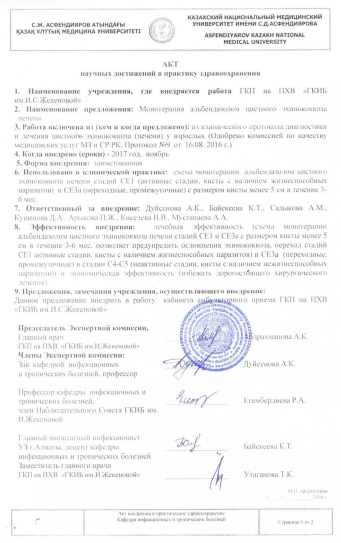 С.Ж. АСФЕНДИЯРОВ АТЫНДАҒЫ
ҚАЗАҚ ҰЛТТЫҚ МЕДИЦИНА УНИВЕРСИТЕТІ
КАЗАХСКИЙ НАЦИОНАЛЬНЫЙ МЕДИЦИНСКИЙ
УНИВЕРСИТЕТ ИМЕНИ С.Д.АСФЕНДИЯРОВА
ASFENDIYAROV KAZAKH NATIONAL
MEDICAL UNIVERSITY
АКТ
научных достижений в практику здравоохранения
1. Наименование учреждения, где внедряется работа ГКП на ПХВ «ГКИБ
им.И.С.Жекеновой»
2. Наименование предложения: Монотерапия альбендазолом цистного эхинококкоза
печени.
3. Работа включена из (кем и когда предложено): из клинического протокола диагностики
и лечения цистного эхинококкоза (печени) у взрослых (Одобрено комиссией по качеству
медицинских услуг МЗ и СР РК, Протокол №9 от 16.08. 2016 г.)
4. Когда внедрено (сроки) - 2017 год, ноябрь
5. Форма внедрения: заимствованная
6. Использовано в клинической практике: схема монотерапии альбендазолом цистного
эхинококкоза печени стадий СЕ1 (активные стадии, кисты с наличием жизнеспособных
паразитов) и СЕ3а (переходные, промежуточные) с размером кисты менее 5 см в течение 3-
6 мес.
7. Ответственный за внедрение: Дуйсенова А.К., Байекеева К.Т., Садыкова А.М.,
Кушенова Д.А., Арыкова П.Ж., Киселева Н.В., Мустапаева А.А.
8. Эффективность внедрения: лечебная эффективность (схема монотерапии
альбендазолом цистного эхинококкоза печени стадий СЕ1 и СЕ3а с размером кисты менее 5
см в течение 3-6 мес. позволяет предупредить осложнения эхинококкоза, переход стадий
СЕ1 активные стадии, кисты с наличием жизнеспособных паразитов) и СЕ3а (переходные,
промежуточные) в стадии С4-С5 (неактивные стадии, кисты с наличием нежизнеспособных
паразитов)) и экономическая эффективность (избежать дорогостоящего хирургического
лечения).
9. Предложения, замечания учреждения, осуществляющего внедрение:
Данное предложение внедрить в работу кабинета амбулаторного приема ГКП на ПХВ
«ГКИБ им.И.С.Жекеновой»
Председатель Экспертной комиссии,
Главный врач
ГКП на ПХВ «ГКИБ им.И.Жекеновой» Абдрахманова А.К.
Члены Экспертной комиссии:
Зав. кафедрой инфекционных
и тропических болезней, профессор Дуйсенова А.К.
Профессор кафедры инфекционных и
тропических болезней,
член Наблюдательного Совета ГКИБ им.
И.Жекеновой Егембердиева Р.А.
Главный внештатный инфекционист
УЗ г.Алматы, доцент кафедры
инфекционных и тропических болезней Байекеева К.Т.
Заместитель главного врача
ГКП на ПХВ «ГКИБ им.И.Жекеновой» Утаганова Т.К.
М.П. организации
Акт внедрения в практическое здравоохранение/
Кафедра инфекционных и тропических болезней
Страница 1 из 2